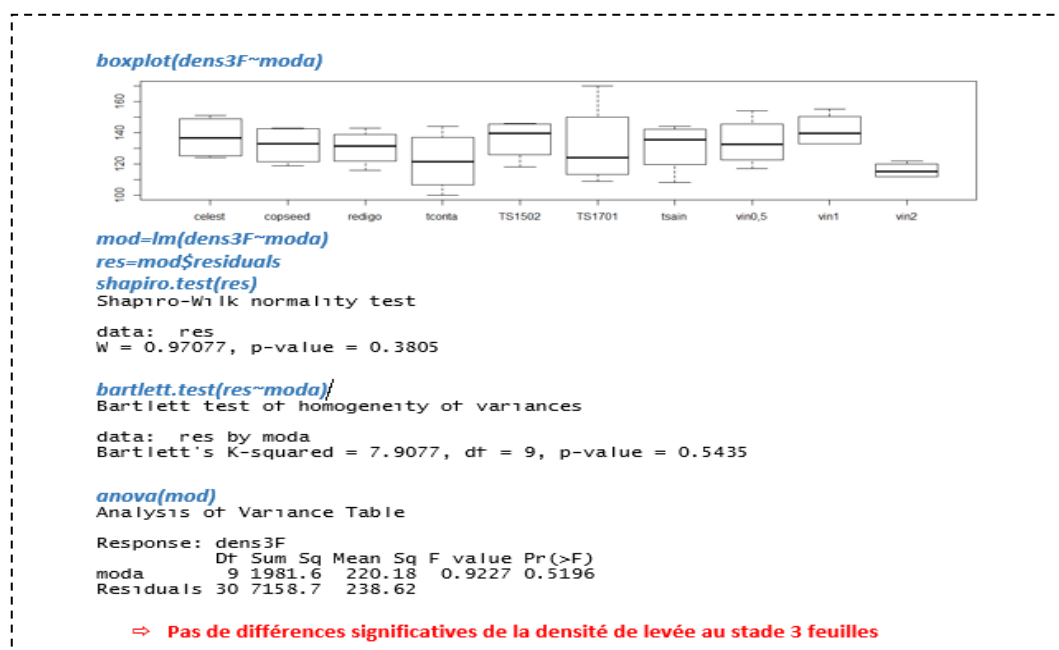 boxplot(dens3F~moda)
160
140
120
100
celest copseed redigo tconta TS1502 TS1701 tsain vin0,5 vin1 vin2
mod=lm(dens3F~moda)
res=mod$residuals
shapiro.test(res)
Shapiro-Wilk normality test
data: res
W = 0.97077, p-value = 0.3805
bartlett.test(res~moda)
Bartlett test of homogeneity of variances
data: res by moda
Bartlett's K-squared = 7.9077, df = 9, p-value = 0.5435
anova(mod)
Analysis of Variance Table
Response: dens3F
Df Sum Sq Mean Sq F value Pr(>F)
moda 9 1981.6 220.18 0.9227 0.5196
Residuals 30 7158.7 238.62
⇨ Pas de différences significatives de la densité de levée au stade 3 feuilles